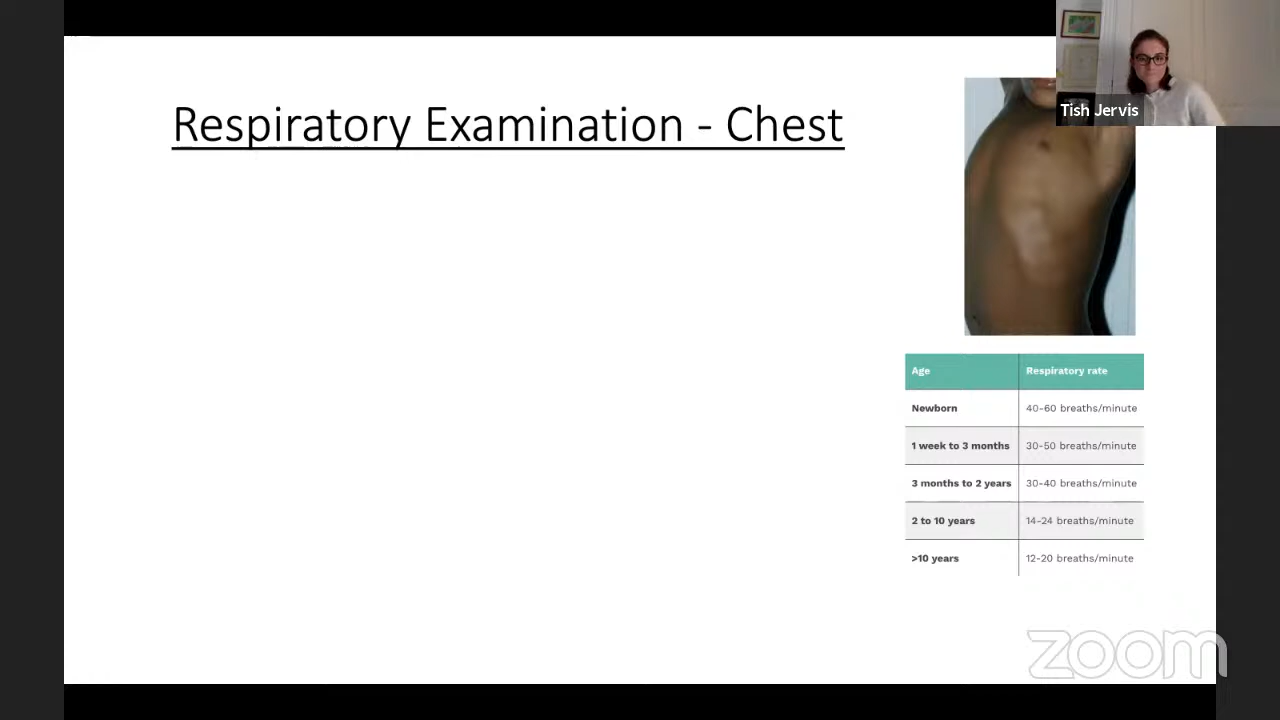 Tish Jervis
Respiratory Examination - Chest
Age Respiratory rate
Newborn 40-60 breaths/minute
1 week to 3 months 30-50 breaths/minute
3 months to 2 years 30-40 breaths/minute
2 to 10 years 14-24 breaths/minute
>10 years 12-20 breaths/minute
zoom